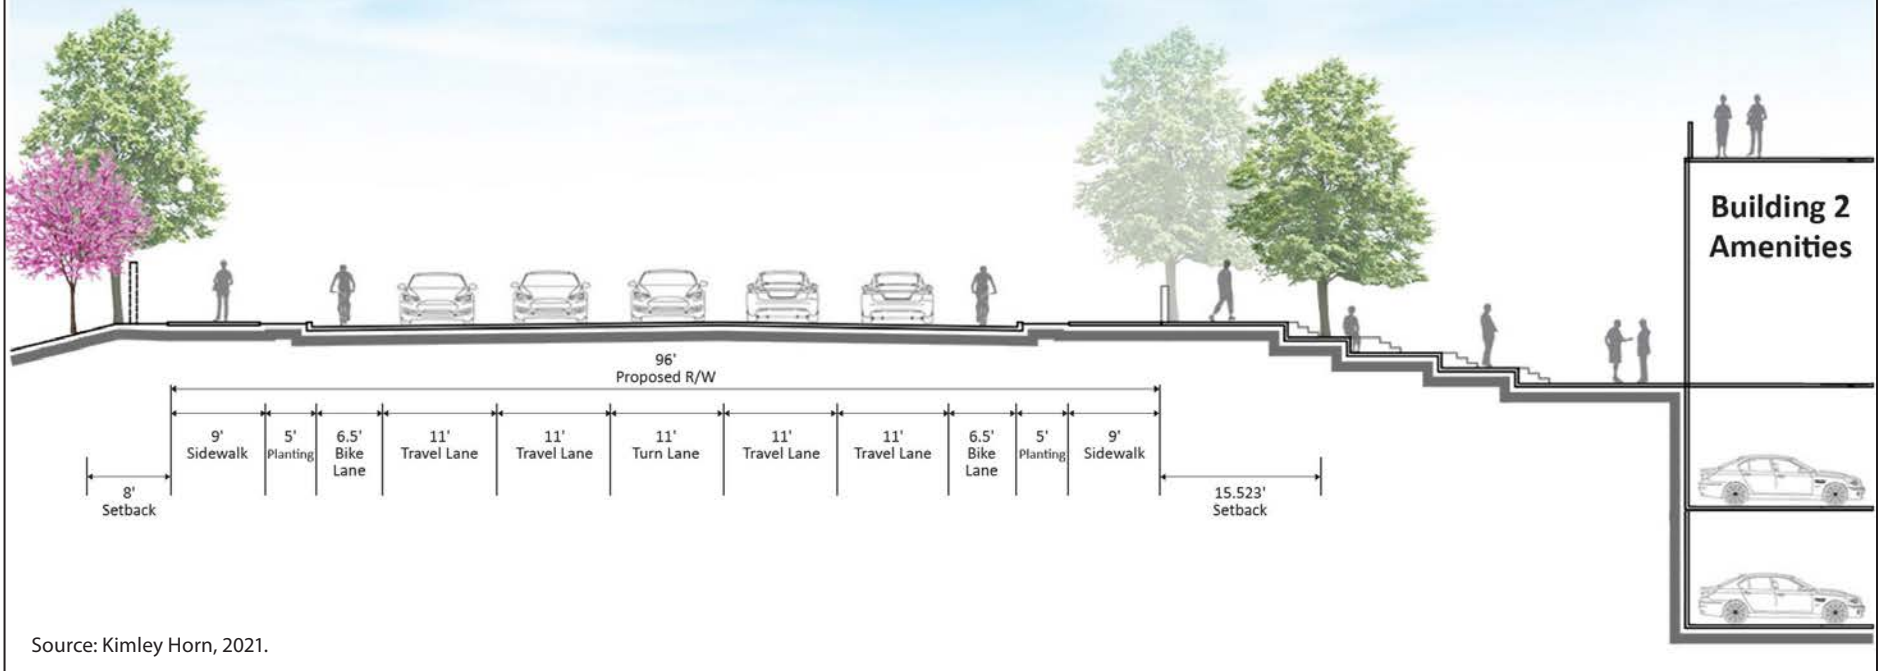 Building 2
Amenities
96'
Proposed R/W
9'
Sidewalk
5'
Planting
6.5'
Bike
Lane
11'
Travel Lane
11'
Travel Lane
11'
Turn Lane
11'
Travel Lane
11'
Travel Lane
6.5'
Bike
Lane
5'
Planting
9'
Sidewalk
8'
Setback
15.523'
Setback
Source: Kimley Horn, 2021.